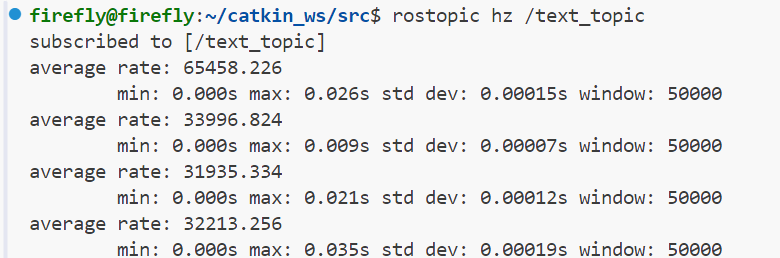 firefly@firefly:~/catkin_ws/src$ rostopic hz /text_topic
subscribed to [/text_topic]
average rate: 65458.226
        min: 0.000s max: 0.026s std dev: 0.00015s window: 50000
average rate: 33996.824
        min: 0.000s max: 0.009s std dev: 0.00007s window: 50000
average rate: 31935.334
        min: 0.000s max: 0.021s std dev: 0.00012s window: 50000
average rate: 32213.256
        min: 0.000s max: 0.035s std dev: 0.00019s window: 50000